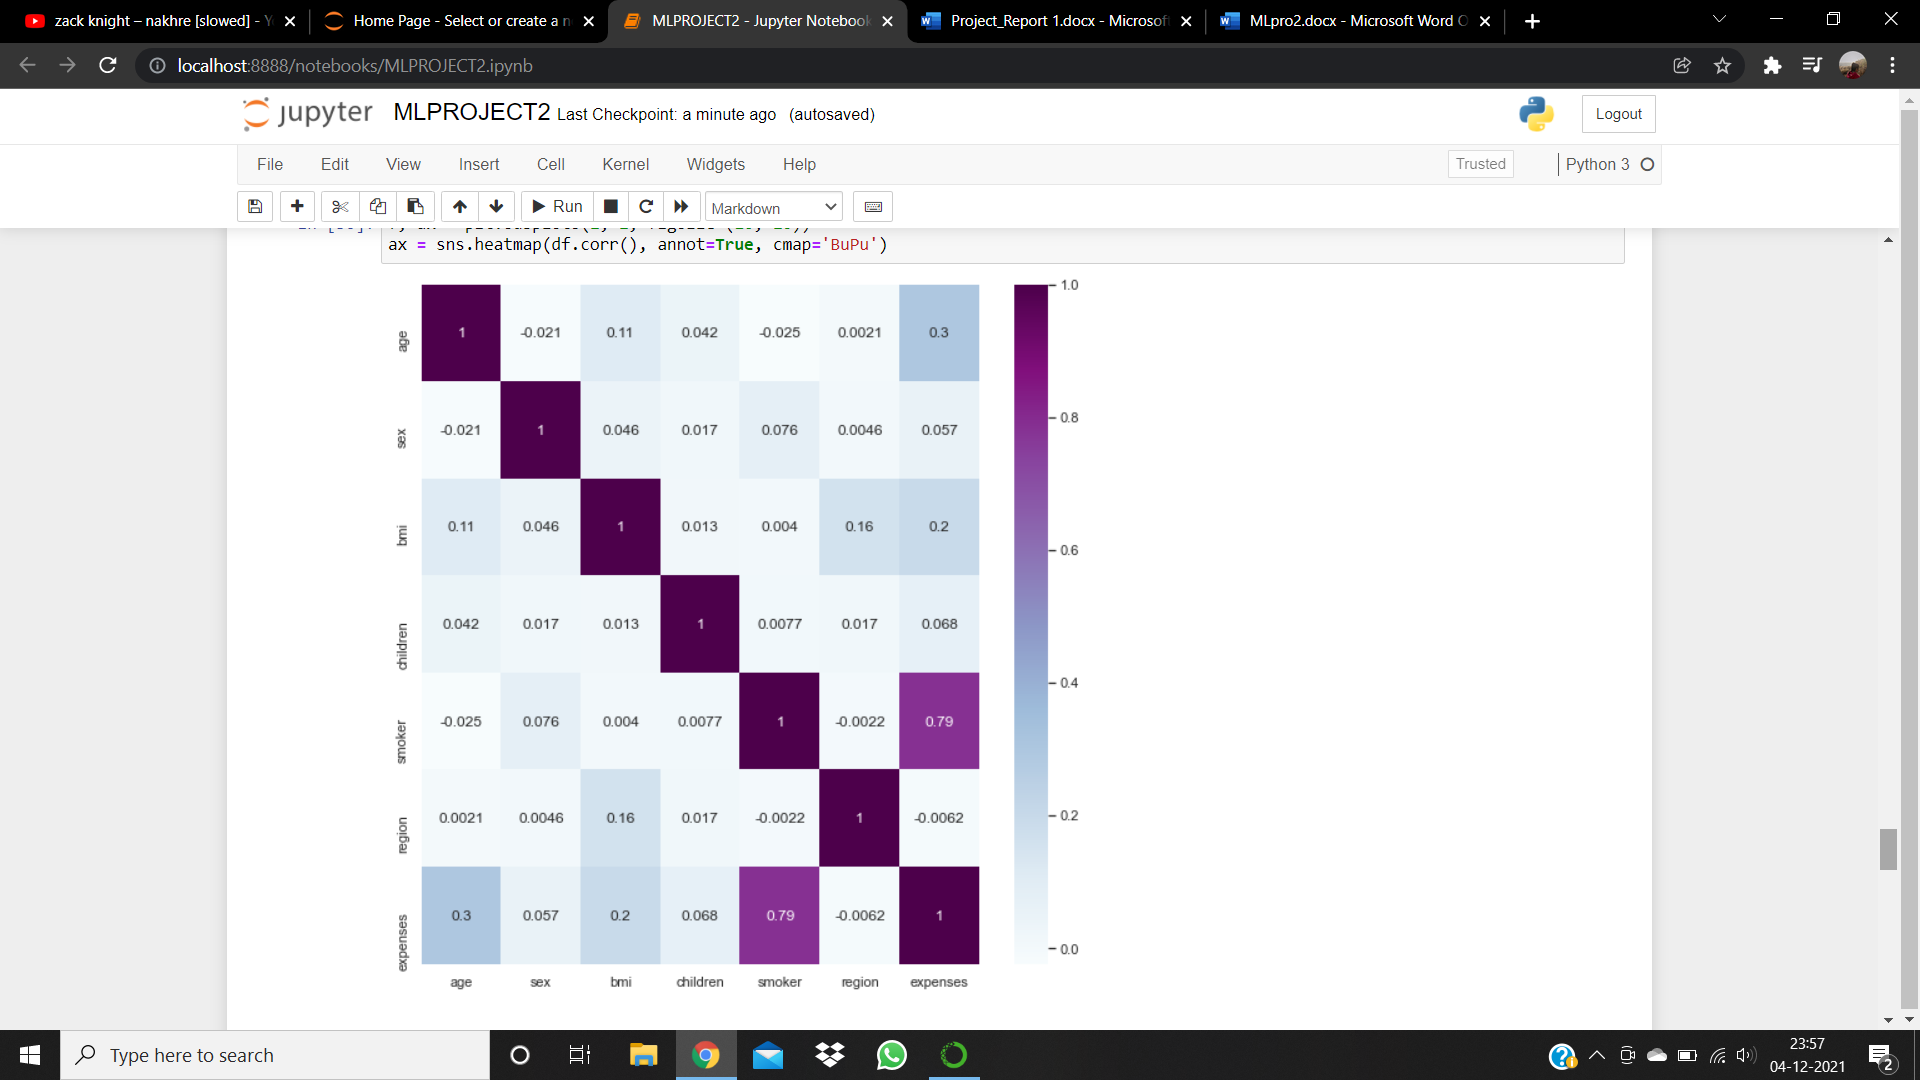 zack knight – nakhre [slowed] - Y
Home Page - Select or create a n
MLPROJECT2 - Jupyter Notebook
Project_Report 1.docx - Microsof
MLpro2.docx - Microsoft Word O
localhost:8888/notebooks/MLPROJECT2.ipynb
jupyter MLPROJECT2 Last Checkpoint: a minute ago (autosaved)
Logout
File Edit View Insert Cell Kernel Widgets Help
Trusted Python 3
Run Markdown
ax = sns.heatmap(df.corr(), annot=True, cmap='BuPu')
age 1 -0.021 0.11 0.042 -0.025 0.0021 0.3
sex -0.021 1 0.046 0.017 0.076 0.0046 0.057
bmi 0.11 0.046 1 0.013 0.004 0.16 0.2
children 0.042 0.017 0.013 1 0.0077 0.017 0.068
smoker -0.025 0.076 0.004 0.0077 1 -0.0022 0.79
region 0.0021 0.0046 0.16 0.017 -0.0022 1 -0.0062
expenses 0.3 0.057 0.2 0.068 0.79 -0.0062 1
age sex bmi children smoker region expenses
1.0
0.8
0.6
0.4
0.2
0.0
Type here to search
23:57
04-12-2021
2